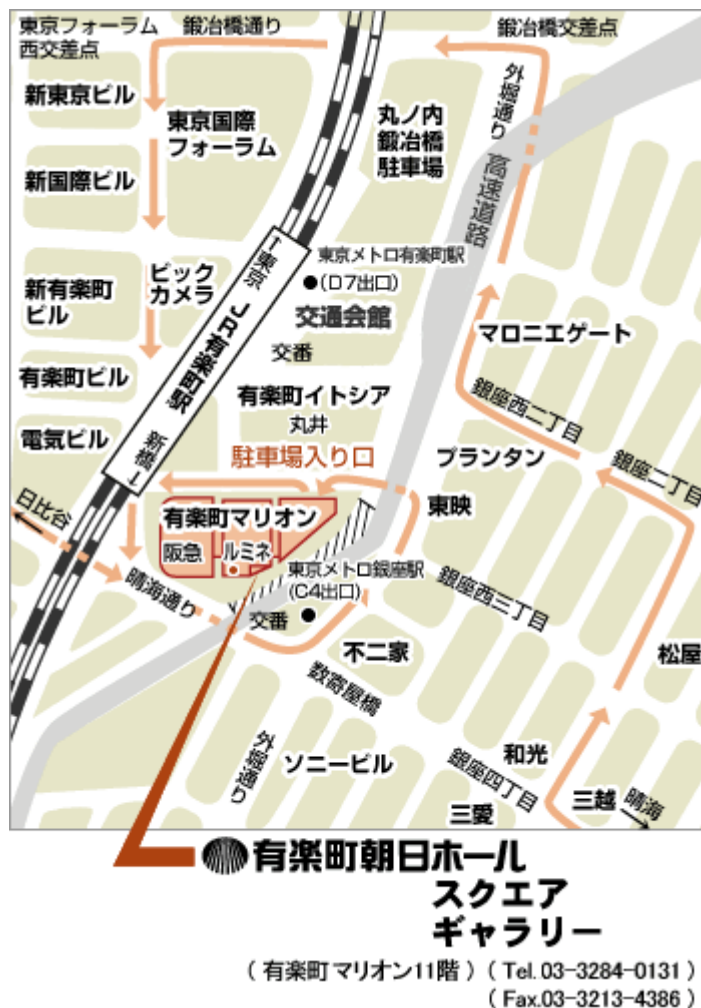 東京フォーラム
西交差点
鍛冶橋通り
鍛冶橋交差点
新東京ビル
東京国際
フォーラム
丸ノ内
鍛冶橋
駐車場
外堀通り
高速道路
新国際ビル
ビック
カメラ
↑東京 JR有楽町駅 新橋↓
東京メトロ有楽町駅
●(D7出口)
交通会館
交番
新有楽町
ビル
マロニエゲート
有楽町ビル
有楽町イトシア
丸井
銀座西二丁目
銀座二丁目
電気ビル
駐車場入り口
プランタン
日比谷
有楽町マリオン
阪急
ルミネ
東映
東京メトロ銀座駅
(C4出口)
晴海通り
交番
銀座西三丁目
不二家
松屋
数寄屋橋
外堀通り
ソニービル
和光
銀座四丁目
三愛
三越
晴海
有楽町朝日ホール
スクエア
ギャラリー
( 有楽町マリオン11階 ) ( Tel. 03-3284-0131 )
( Fax.03-3213-4386 )